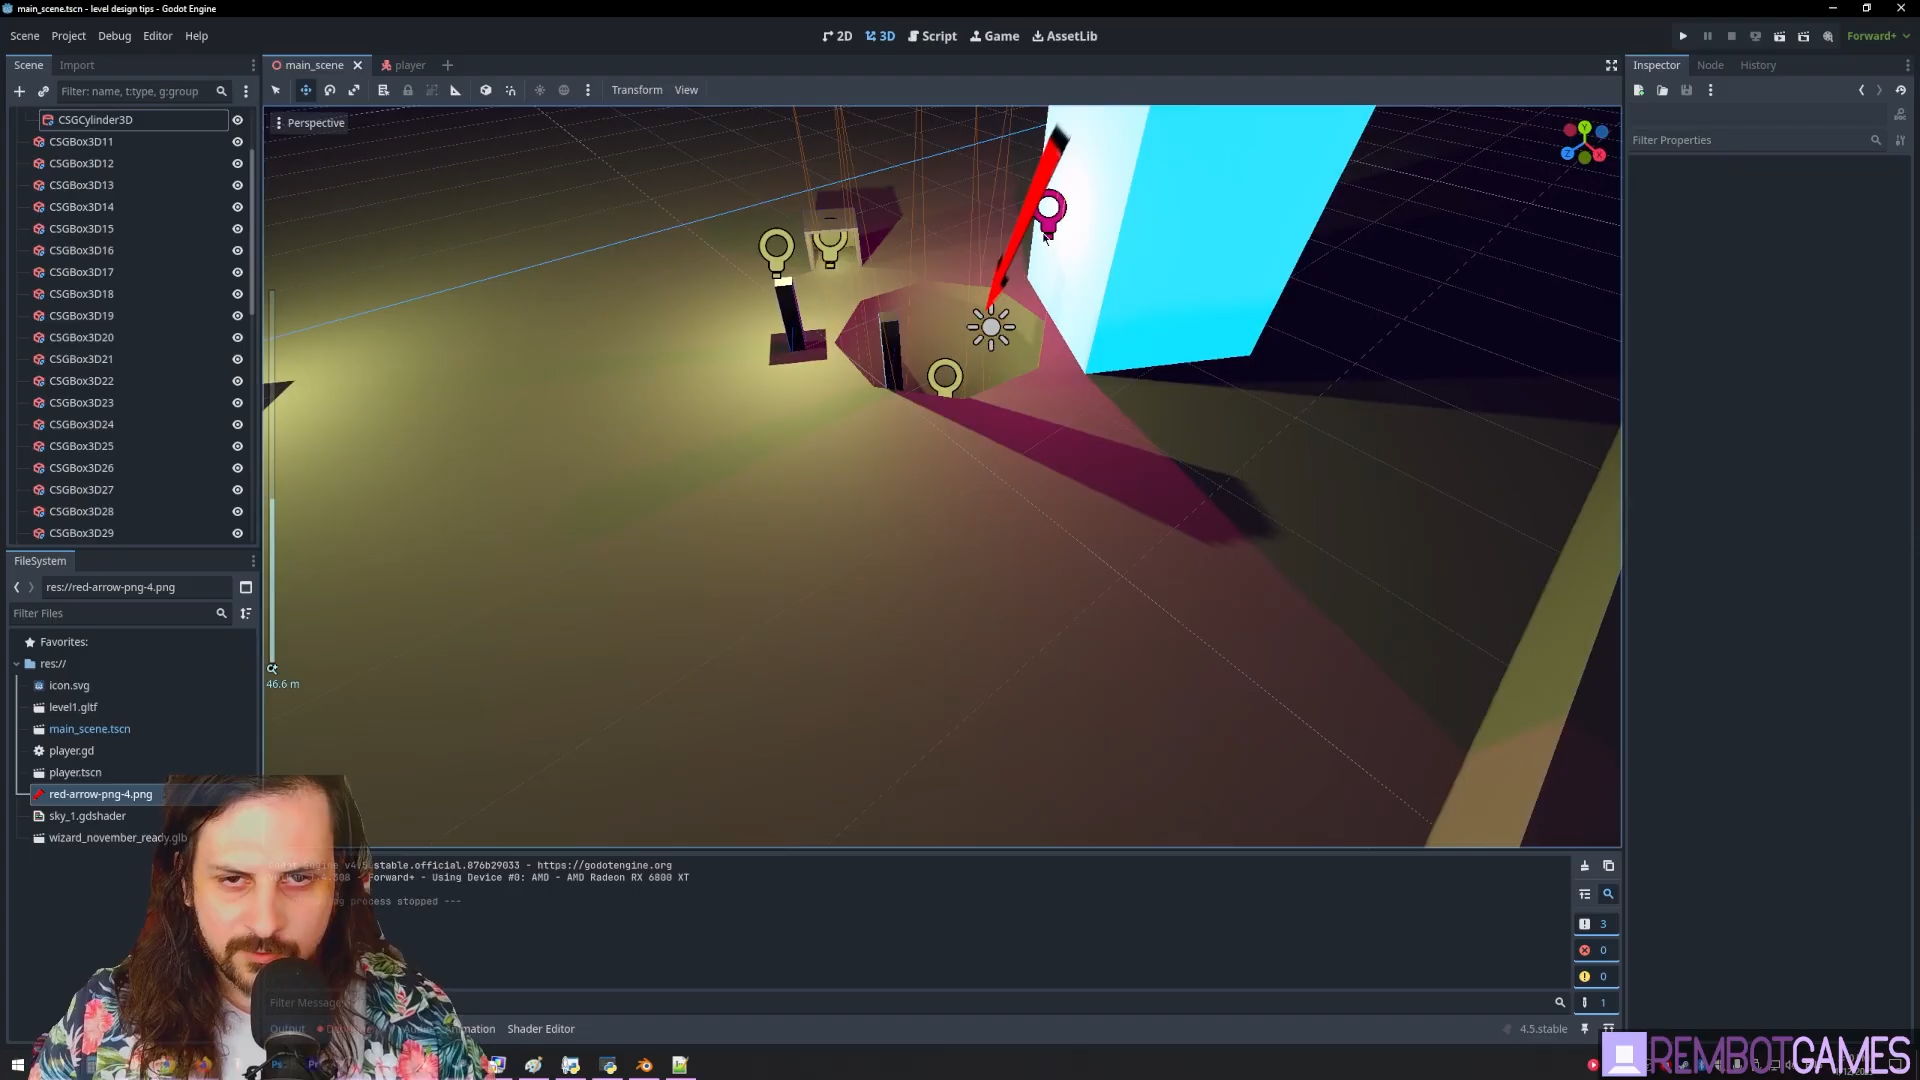 main_scene.tscn - level design tips - Godot Engine
Scene Project Debug Editor Help
2D 3D Script Game AssetLib
Forward+
Scene Import
main_scene player
Inspector Node History
Filter: name, t:type, g:group
Transform View
CSGCylinder3D
Perspective
CSGBox3D11
Filter Properties
CSGBox3D12
CSGBox3D13
CSGBox3D14
CSGBox3D15
CSGBox3D16
CSGBox3D17
CSGBox3D18
CSGBox3D19
CSGBox3D20
CSGBox3D21
CSGBox3D22
CSGBox3D23
CSGBox3D24
CSGBox3D25
CSGBox3D26
CSGBox3D27
CSGBox3D28
CSGBox3D29
FileSystem
res://red-arrow-png-4.png
Filter Files
Favorites:
res://
46.6 m
icon.svg
level1.gltf
main_scene.tscn
player.gd
player.tscn
red-arrow-png-4.png
sky_1.gdshader
wizard_november_ready.glb
stable.official.876b29033 - https://godotengine.org
Forward+ - Using Device #0: AMD - AMD Radeon RX 6800 XT
process stopped ---
3
0
0
Filter Message
1
Output Shader Editor
4.5.stable
REMBOTGAMES